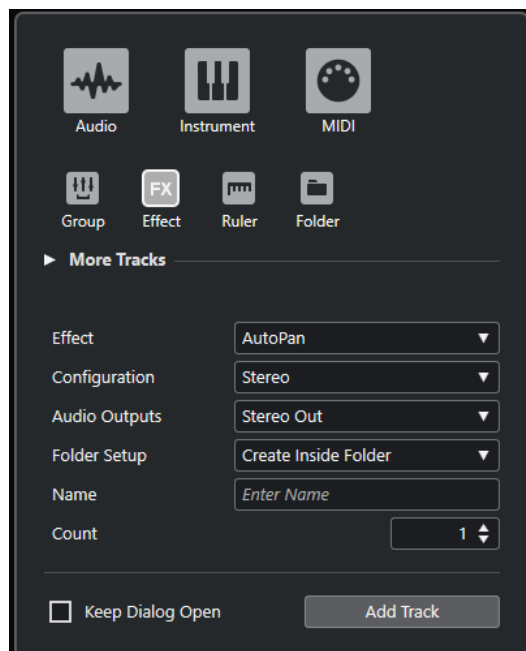 Audio Instrument MIDI
FX
Group Effect Ruler Folder
More Tracks
Effect AutoPan
Configuration Stereo
Audio Outputs Stereo Out
Folder Setup Create Inside Folder
Name Enter Name
Count 1
Keep Dialog Open Add Track